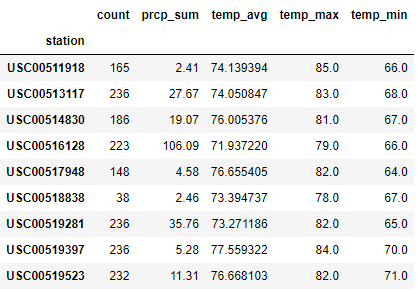 count prcp_sum temp_avg temp_max temp_min
station
USC00511918 165 2.41 74.139394 85.0 66.0
USC00513117 236 27.67 74.050847 83.0 68.0
USC00514830 186 19.07 76.005376 81.0 67.0
USC00516128 223 106.09 71.937220 79.0 66.0
USC00517948 148 4.58 76.655405 82.0 64.0
USC00518838 38 2.46 73.394737 78.0 67.0
USC00519281 236 35.76 73.271186 82.0 65.0
USC00519397 236 5.28 77.559322 84.0 70.0
USC00519523 232 11.31 76.668103 82.0 71.0